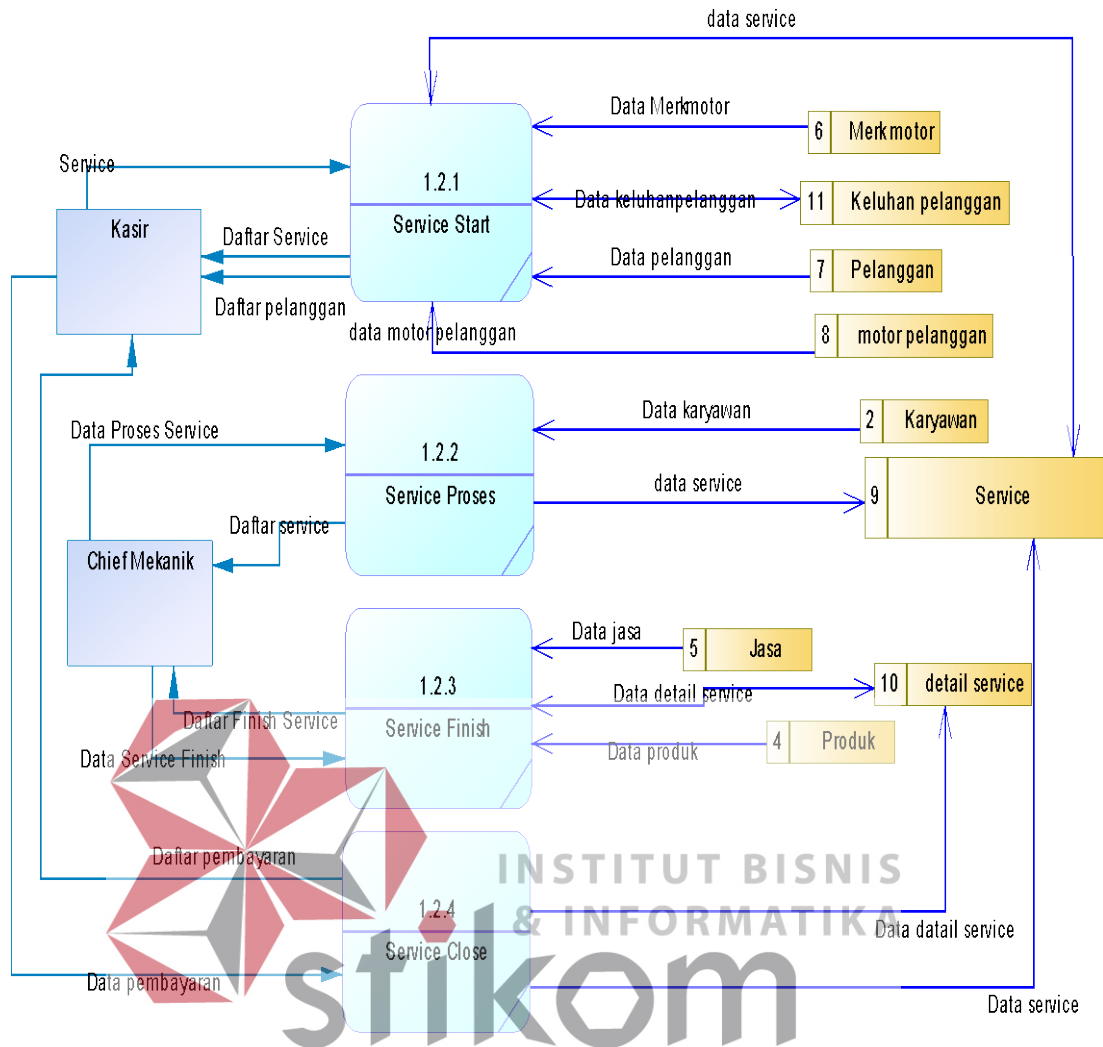 data service
Data Merkmotor
6 Merkmotor
Service
1.2.1
Service Start
Data keluhanpelanggan
11 Keluhan pelanggan
Kasir
Daftar Service
Data pelanggan
7 Pelanggan
Daftar pelanggan
data motor pelanggan
8 motor pelanggan
Data Proses Service
1.2.2
Service Proses
Data karyawan
2 Karyawan
data service
9 Service
Daftar service
Chief Mekanik
Data jasa
5 Jasa
1.2.3
Service Finish
Data detail service
10 detail service
Daftar Finish Service
Data Service Finish
Data produk
4 Produk
Daftar pembayaran
1.2.4
Service Close
INSTITUT BISNIS
& INFORMATIKA
Data datail service
stikom
Data pembayaran
Data service